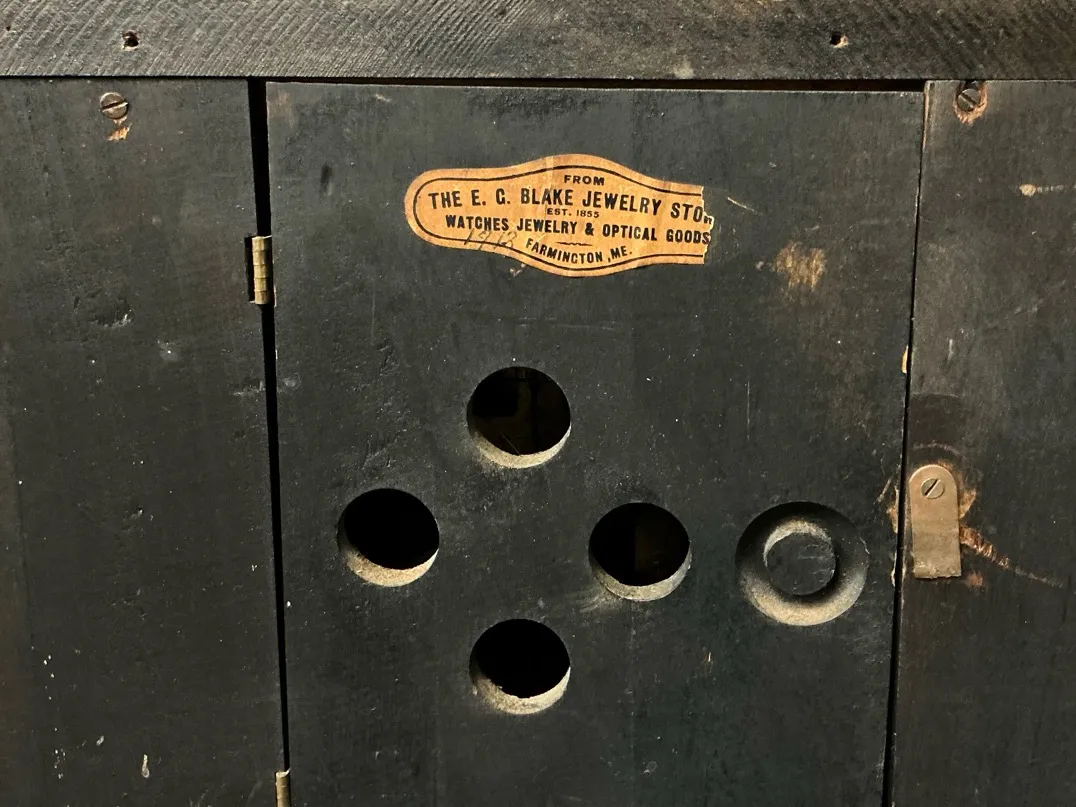 FROM
THE E. G. BLAKE JEWELRY STO
EST. 1855
WATCHES JEWELRY & OPTICAL GOODS
FARMINGTON, ME.